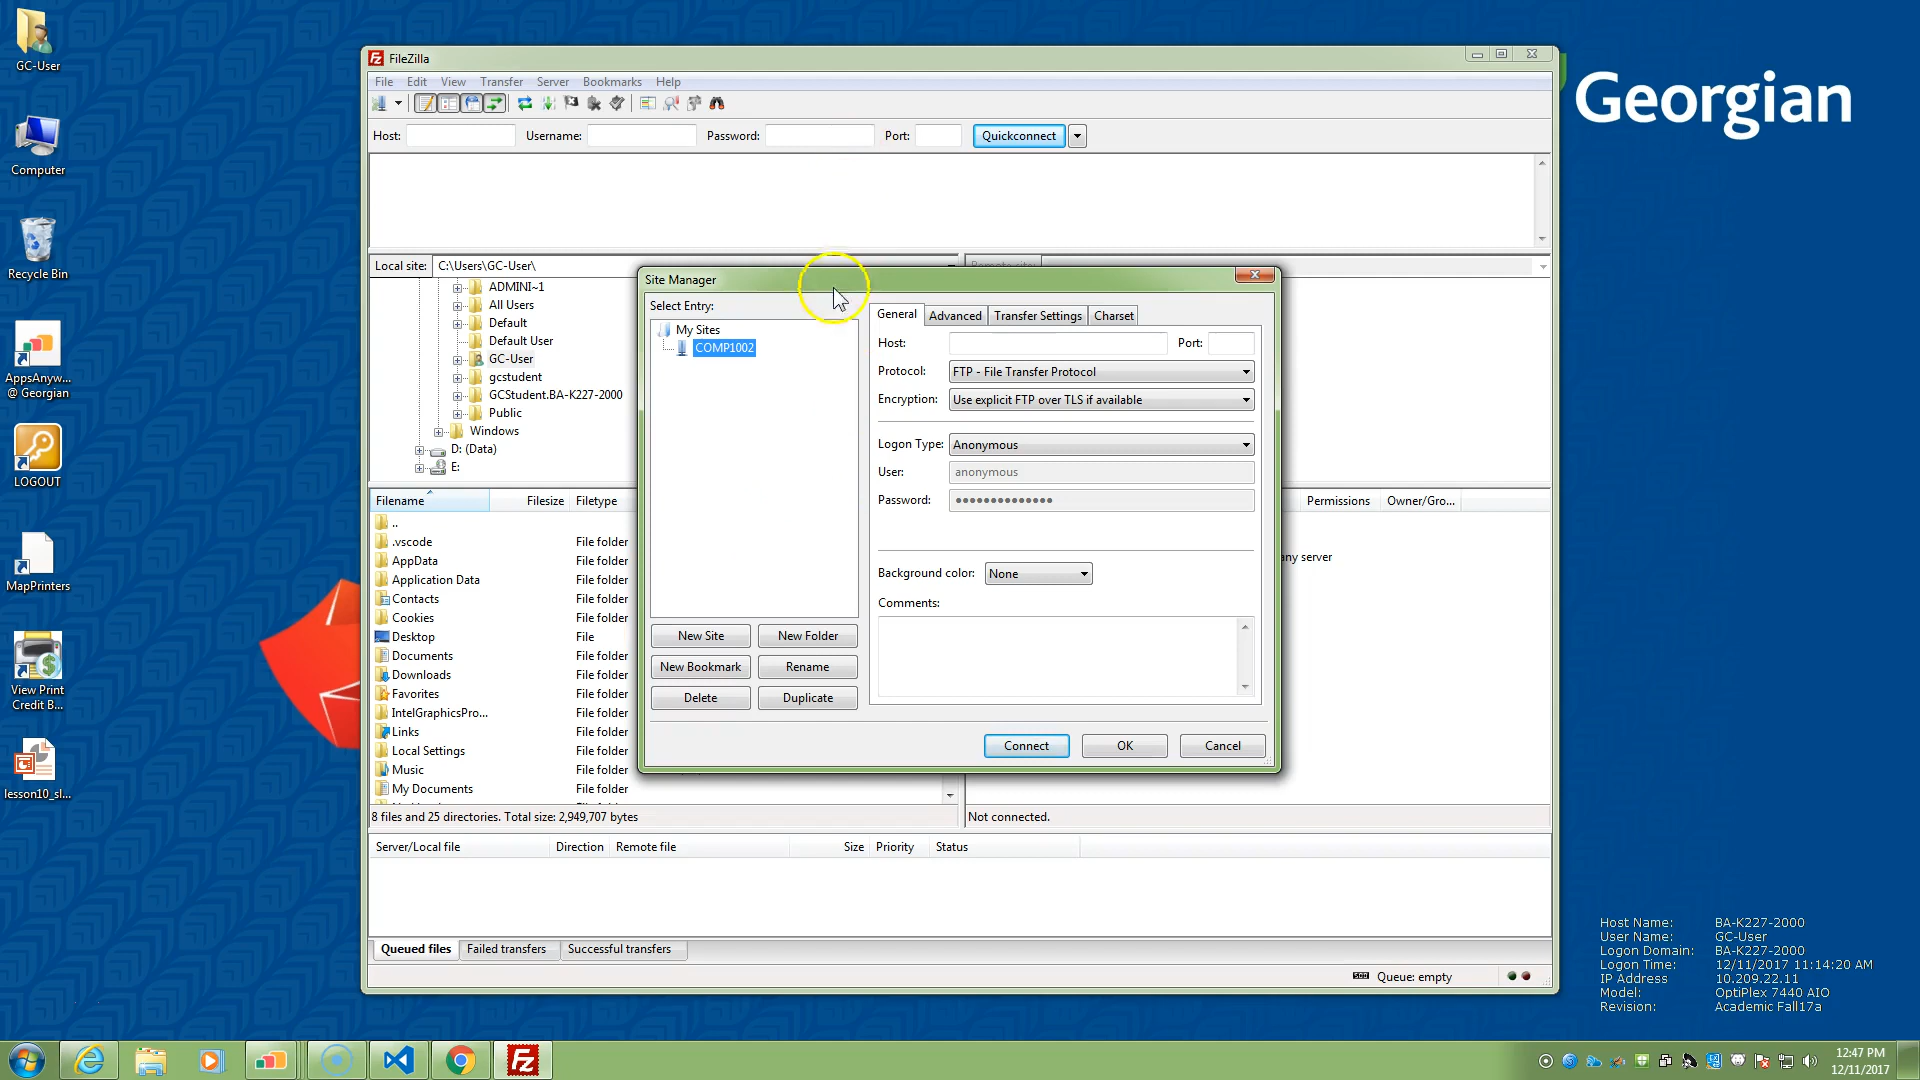 GC-User
Computer
Recycle Bin
AppsAnyw...
@ Georgian
LOGOUT
MapPrinters
View Print
Credit B...
lesson10_sl...
FileZilla
File Edit View Transfer Server Bookmarks Help
Host: Username: Password: Port: Quickconnect
Local site: C:\Users\GC-User\
ADMINI~1
All Users
Default
Default User
GC-User
gcstudent
GCStudent.BA-K227-2000
Public
Windows
D: (Data)
E:
Filename Filesize Filetype
..
.vscode File folder
AppData File folder
Application Data File folder
Contacts File folder
Cookies File folder
Desktop File
Documents File folder
Downloads File folder
Favorites File folder
IntelGraphicsPro... File folder
Links File folder
Local Settings File folder
Music File folder
My Documents File folder
8 files and 25 directories. Total size: 2,949,707 bytes
Permissions Owner/Gro...
any server
Not connected.
Site Manager
Select Entry:
My Sites
COMP1002
New Site New Folder
New Bookmark Rename
Delete Duplicate
General Advanced Transfer Settings Charset
Host: Port:
Protocol: FTP - File Transfer Protocol
Encryption: Use explicit FTP over TLS if available
Logon Type: Anonymous
User: anonymous
Password: ••••••••••••••
Background color: None
Comments:
Connect OK Cancel
Server/Local file Direction Remote file Size Priority Status
Queued files Failed transfers Successful transfers
Queue: empty
Georgian
Host Name: BA-K227-2000
User Name: GC-User
Logon Domain: BA-K227-2000
Logon Time: 12/11/2017 11:14:20 AM
IP Address 10.209.22.11
Model: OptiPlex 7440 AIO
Revision: Academic Fall17a
12:47 PM
12/11/2017